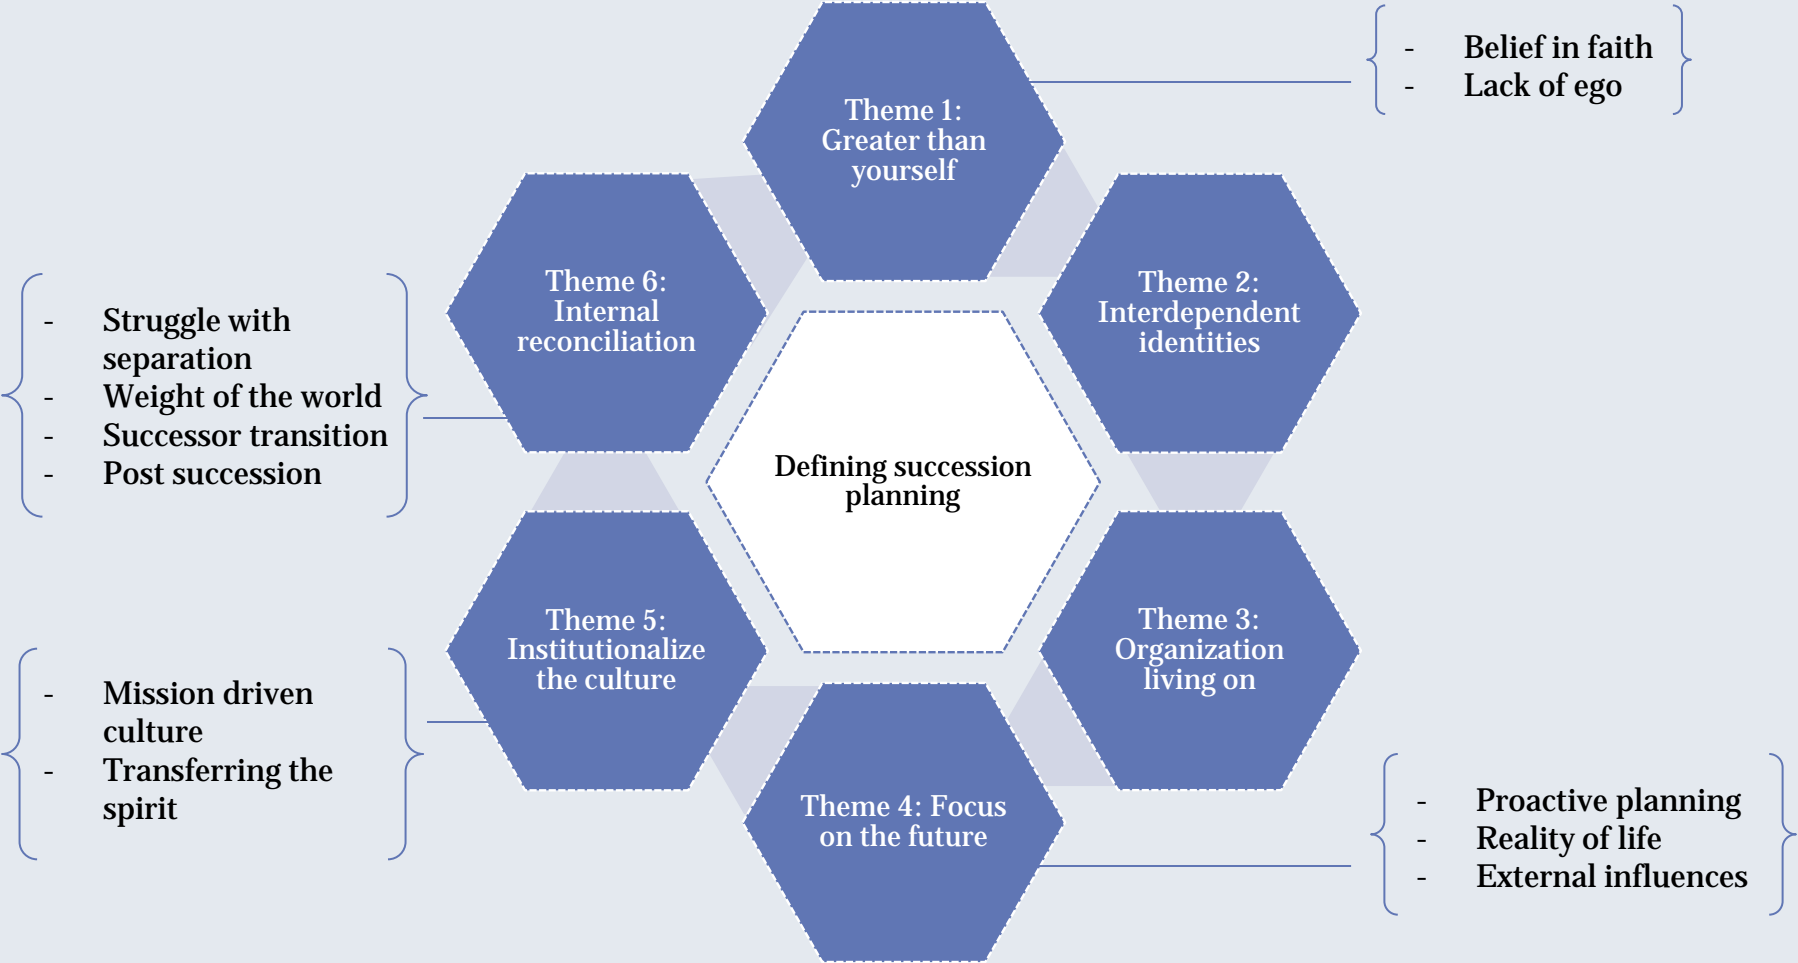 Theme 1:
Greater than
yourself
- Belief in faith
- Lack of ego
Theme 2:
Interdependent
identities
Theme 3:
Organization
living on
Theme 4: Focus
on the future
- Proactive planning
- Reality of life
- External influences
Theme 5:
Institutionalize
the culture
- Mission driven
culture
- Transferring the
spirit
Theme 6:
Internal
reconciliation
- Struggle with
separation
- Weight of the world
- Successor transition
- Post succession
Defining succession
planning